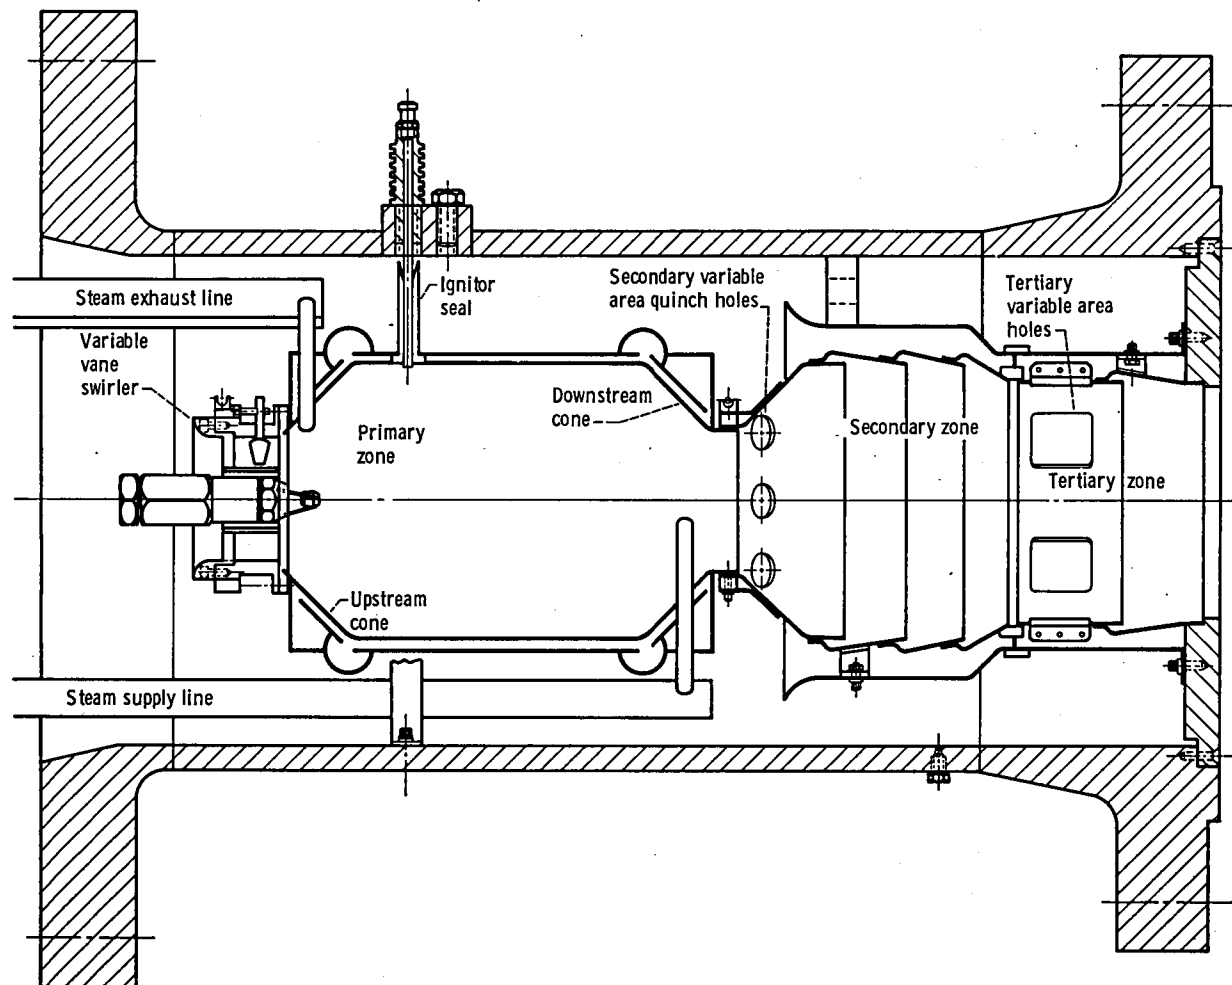 Steam exhaust line
Variable
vane
swirler
Ignitor
seal
Secondary variable
area quinch holes
Tertiary
variable area
holes
Downstream
cone
Primary
zone
Secondary zone
Tertiary zone
Upstream
cone
Steam supply line